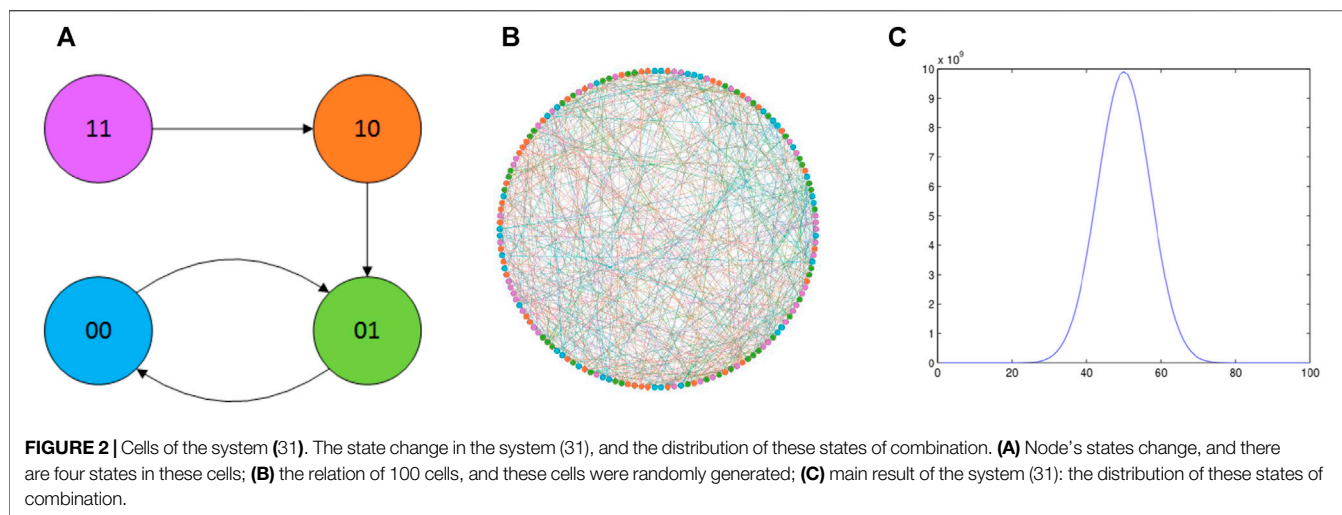 A
B
C
11
10
00
01
× 10⁹
10
9
8
7
6
5
4
3
2
1
0
0 20 40 60 80 100
FIGURE 2 | Cells of the system (31). The state change in the system (31), and the distribution of these states of combination. (A) Node's states change, and there
are four states in these cells; (B) the relation of 100 cells, and these cells were randomly generated; (C) main result of the system (31): the distribution of these states of
combination.